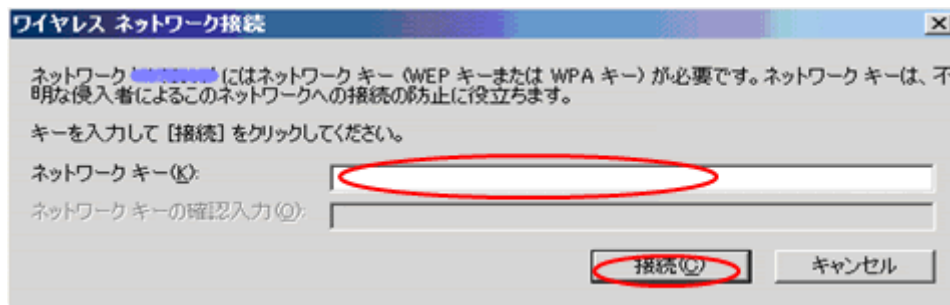 ワイヤレス ネットワーク接続
ネットワーク にはネットワーク キー (WEP キーまたは WPA キー) が必要です。ネットワーク キーは、不
明な侵入者によるこのネットワークへの接続の防止に役立ちます。
キーを入力して [接続] をクリックしてください。
ネットワーク キー(K):
ネットワーク キーの確認入力(O):
接続(C)
キャンセル